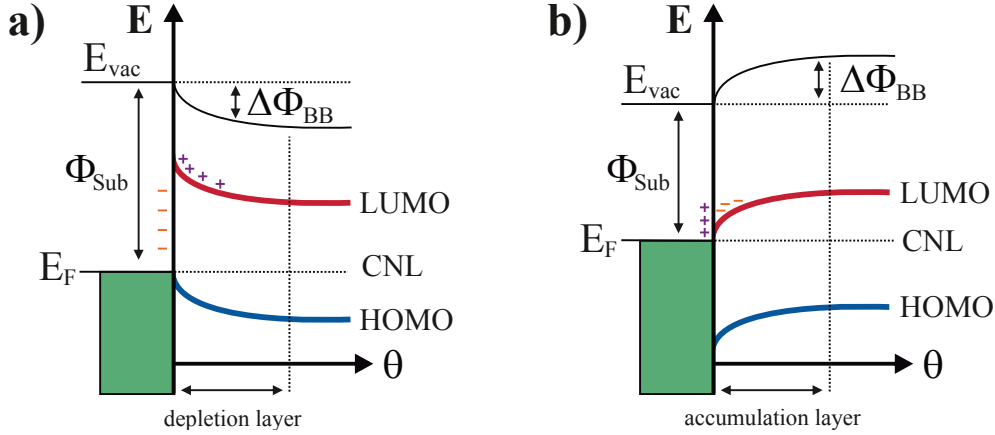 a)
E
E_vac
ΔΦ_BB
Φ_Sub
+ + + +
− − − −
LUMO
E_F
CNL
HOMO
θ
depletion layer
b)
E
E_vac
ΔΦ_BB
Φ_Sub
+ + +
− − −
LUMO
E_F
CNL
HOMO
θ
accumulation layer